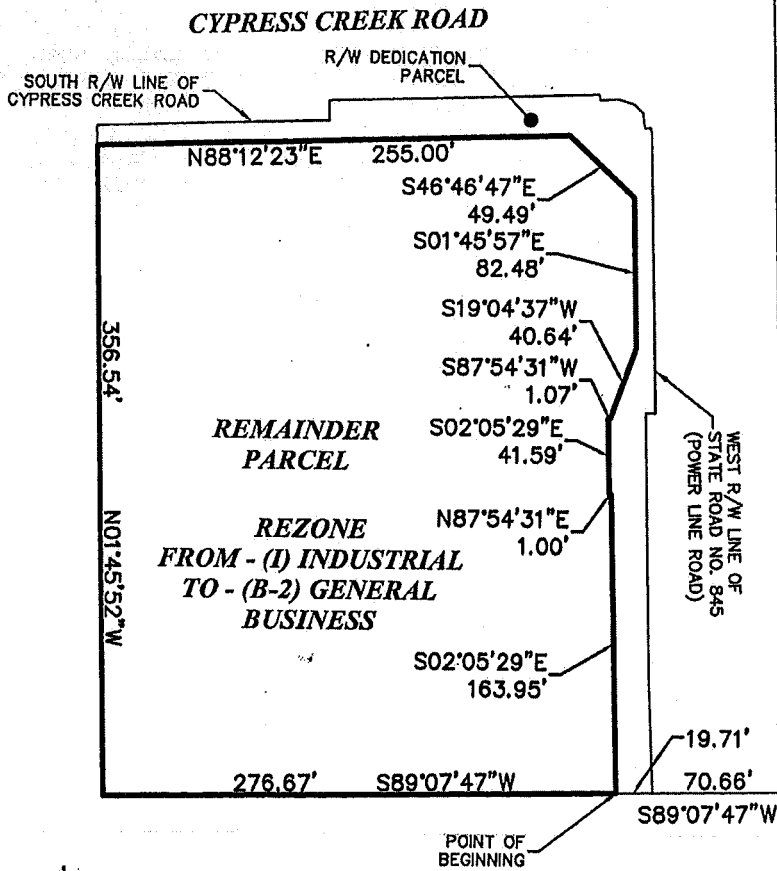 CYPRESS CREEK ROAD
R/W DEDICATION
PARCEL
SOUTH R/W LINE OF
CYPRESS CREEK ROAD
N88°12'23"E 255.00'
S46°46'47"E
49.49'
S01°45'57"E
82.48'
S19°04'37"W
40.64'
S87°54'31"W
1.07'
S02°05'29"E
41.59'
N87°54'31"E
1.00'
S02°05'29"E
163.95'
356.54'
N01°45'52"W
REMAINDER
PARCEL
REZONE
FROM - (I) INDUSTRIAL
TO - (B-2) GENERAL
BUSINESS
WEST R/W LINE OF
STATE ROAD NO. 845
(POWER LINE ROAD)
19.71'
276.67' S89°07'47"W
70.66'
S89°07'47"W
POINT OF
BEGINNING